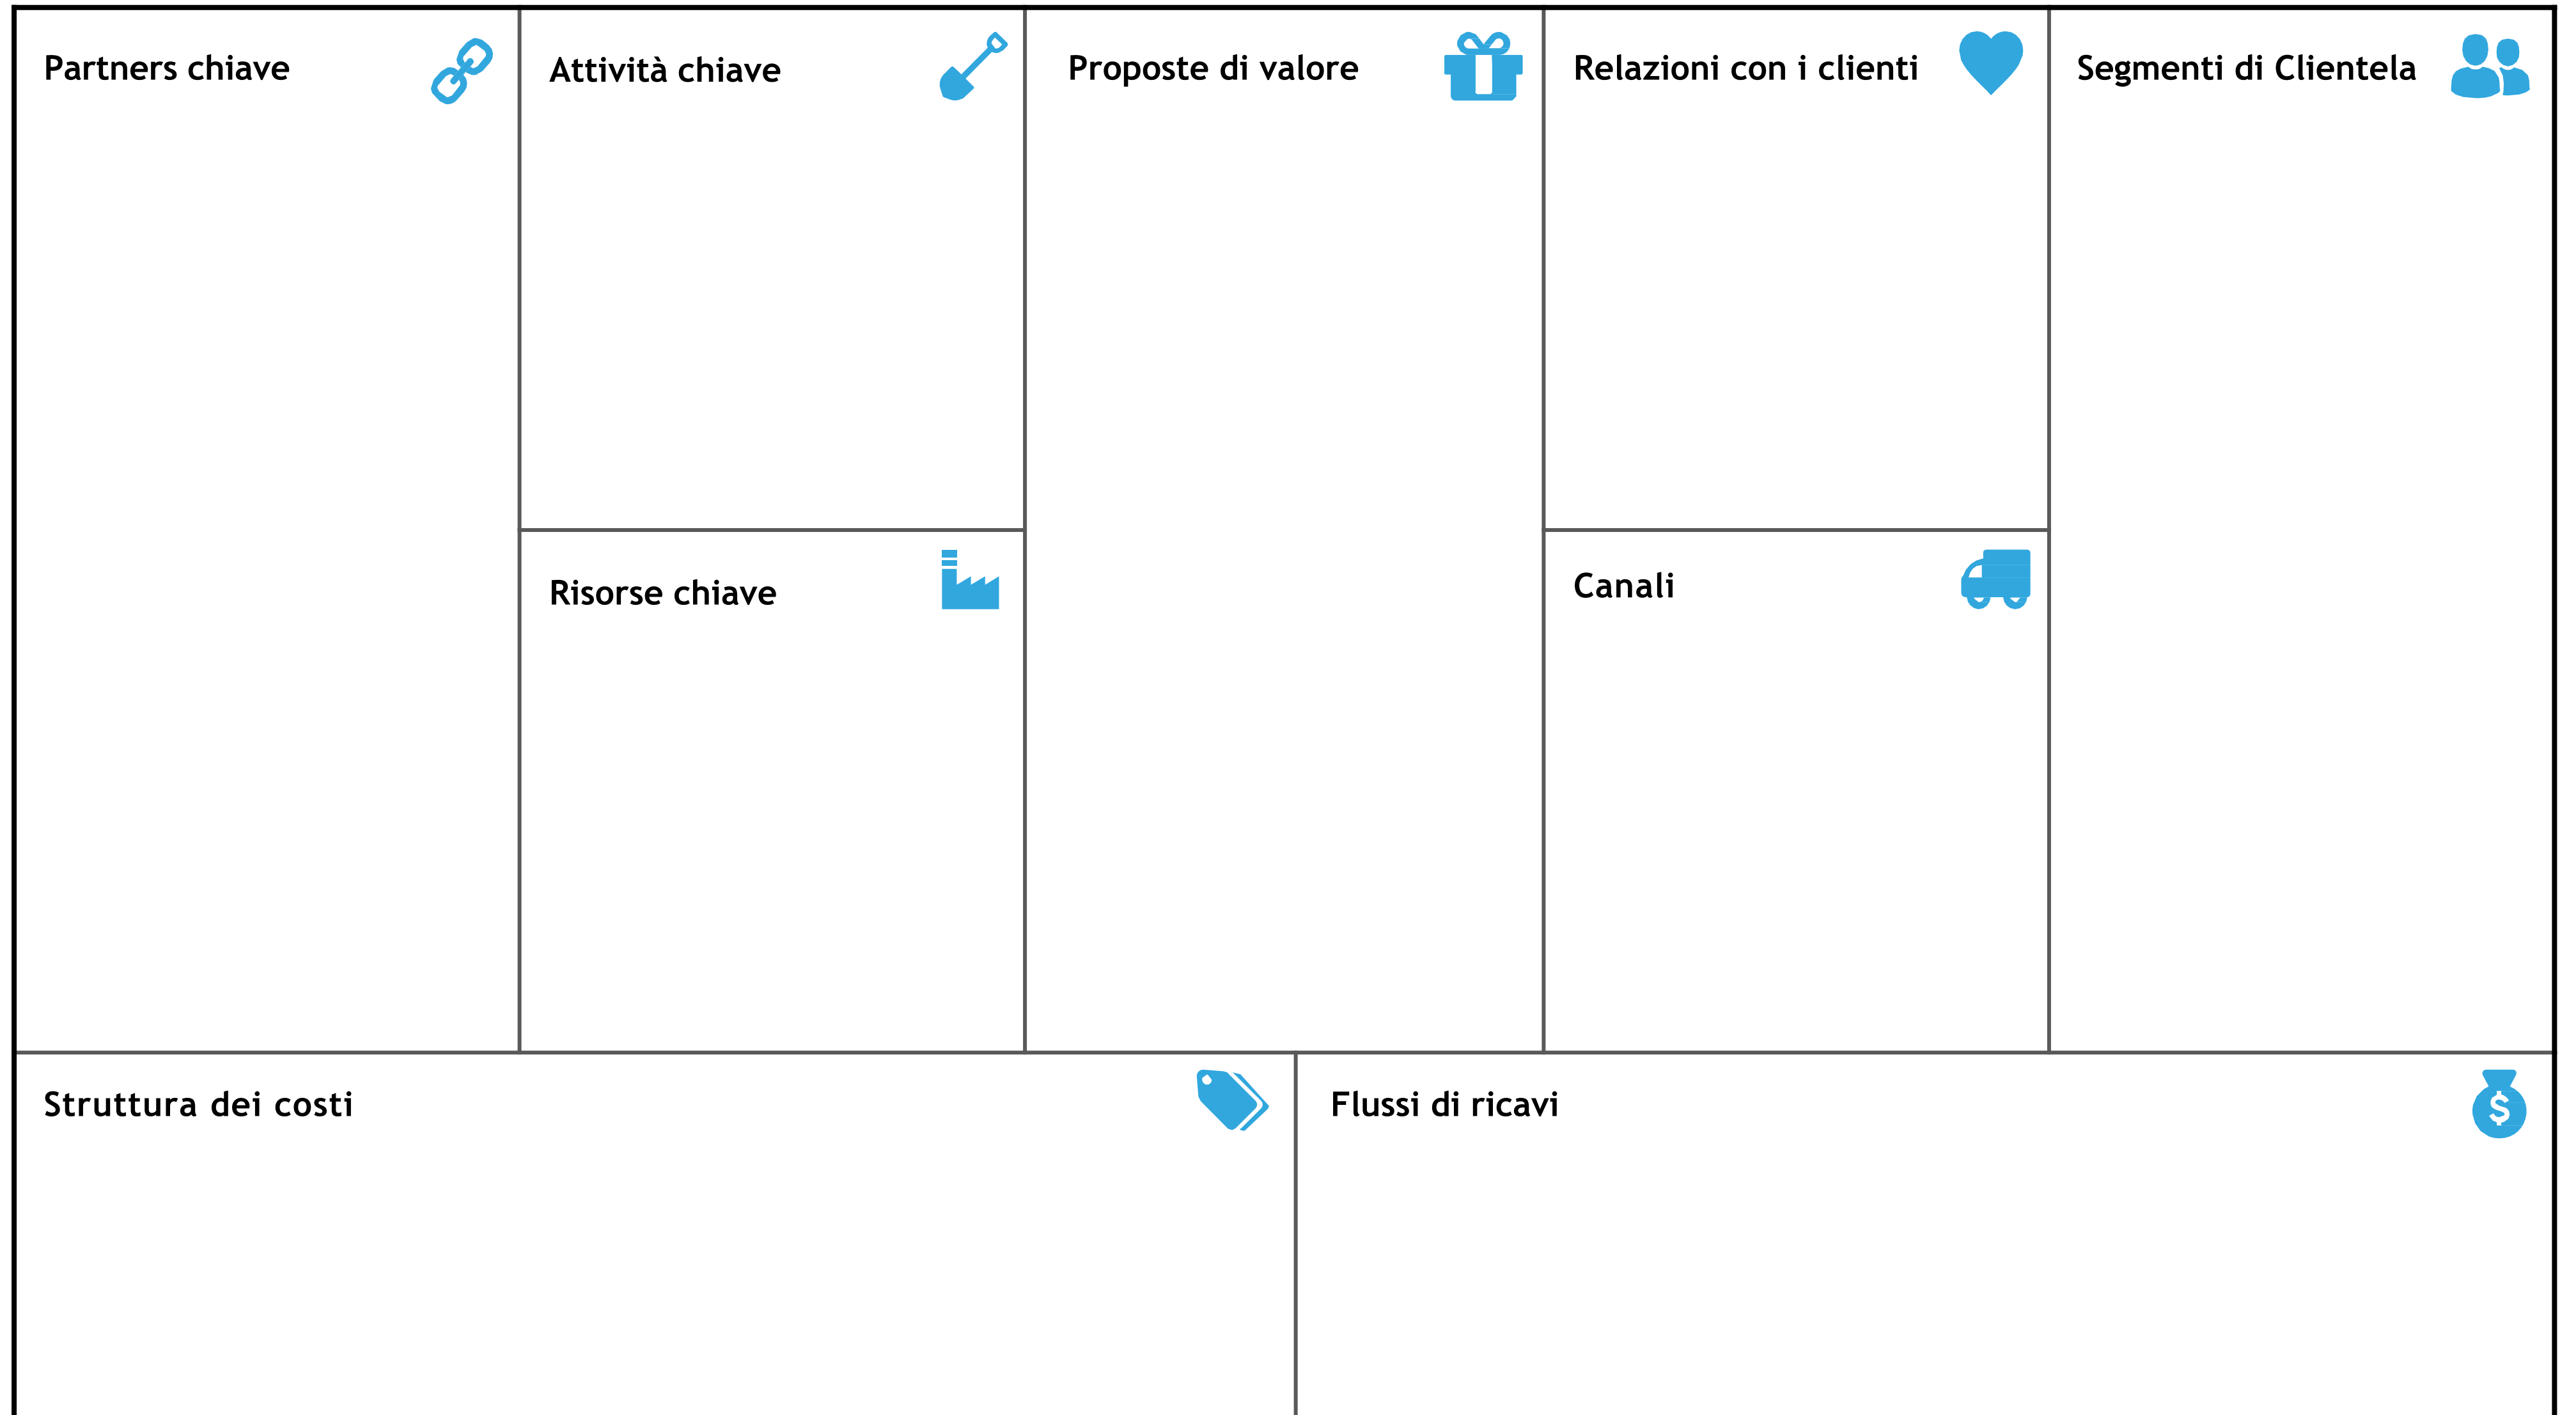 Partners chiave
Attività chiave
Proposte di valore
Relazioni con i clienti
Segmenti di Clientela
Risorse chiave
Canali
Struttura dei costi
Flussi di ricavi
$